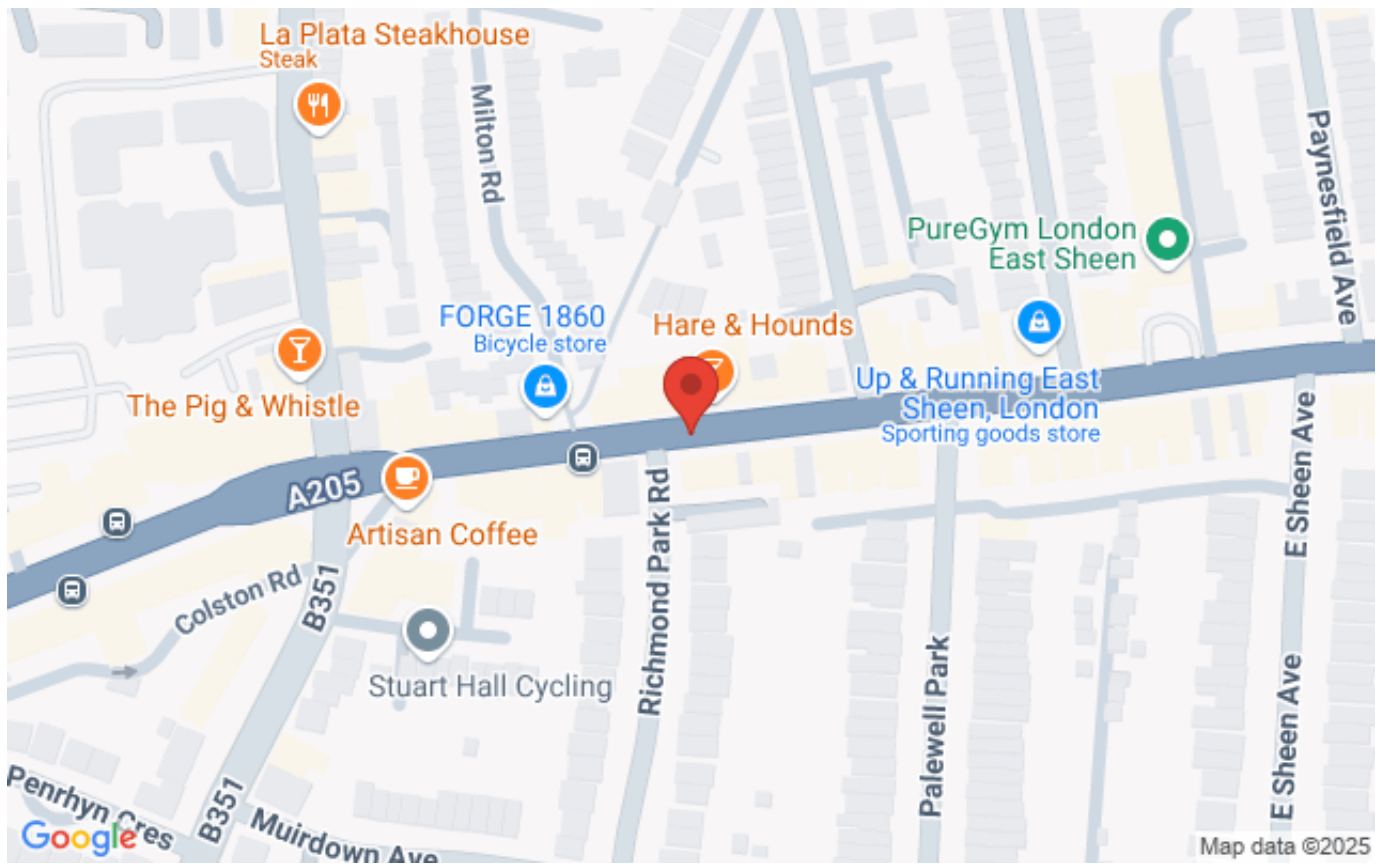 La Plata Steakhouse
Steak
Milton Rd
Paynesfield Ave
PureGym London
East Sheen
FORGE 1860
Bicycle store
Hare & Hounds
The Pig & Whistle
Up & Running East
Sheen, London
Sporting goods store
A205
Artisan Coffee
E Sheen Ave
Richmond Park Rd
Colston Rd
B351
Stuart Hall Cycling
Palewell Park
E Sheen Ave
Penrhyn Cres
B351
Muirdown Ave
Google
Map data ©2025